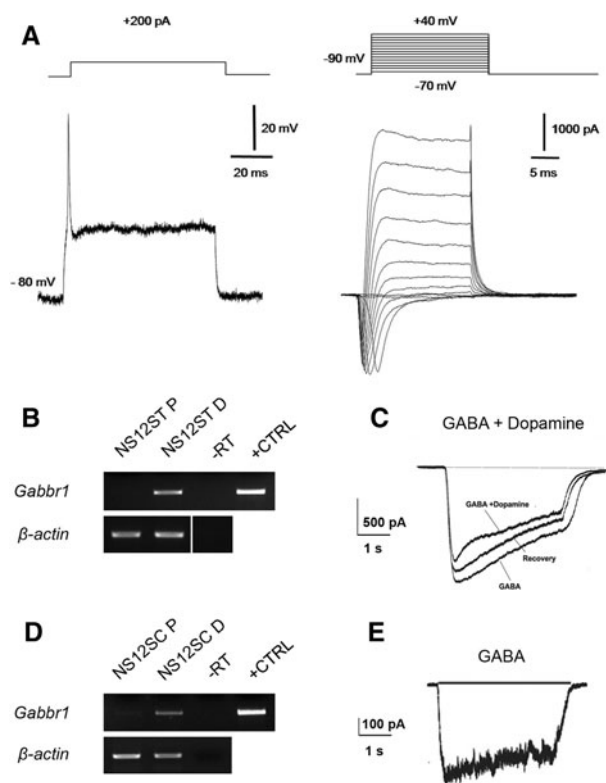 A
+200 pA
20 mV
20 ms
- 80 mV
+40 mV
-90 mV
-70 mV
1000 pA
5 ms
B
NS12ST P
NS12ST D
-RT
+CTRL
Gabbr1
β-actin
C
GABA + Dopamine
500 pA
1 s
GABA +Dopamine
Recovery
GABA
D
NS12SC P
NS12SC D
-RT
+CTRL
Gabbr1
β-actin
E
GABA
100 pA
1 s